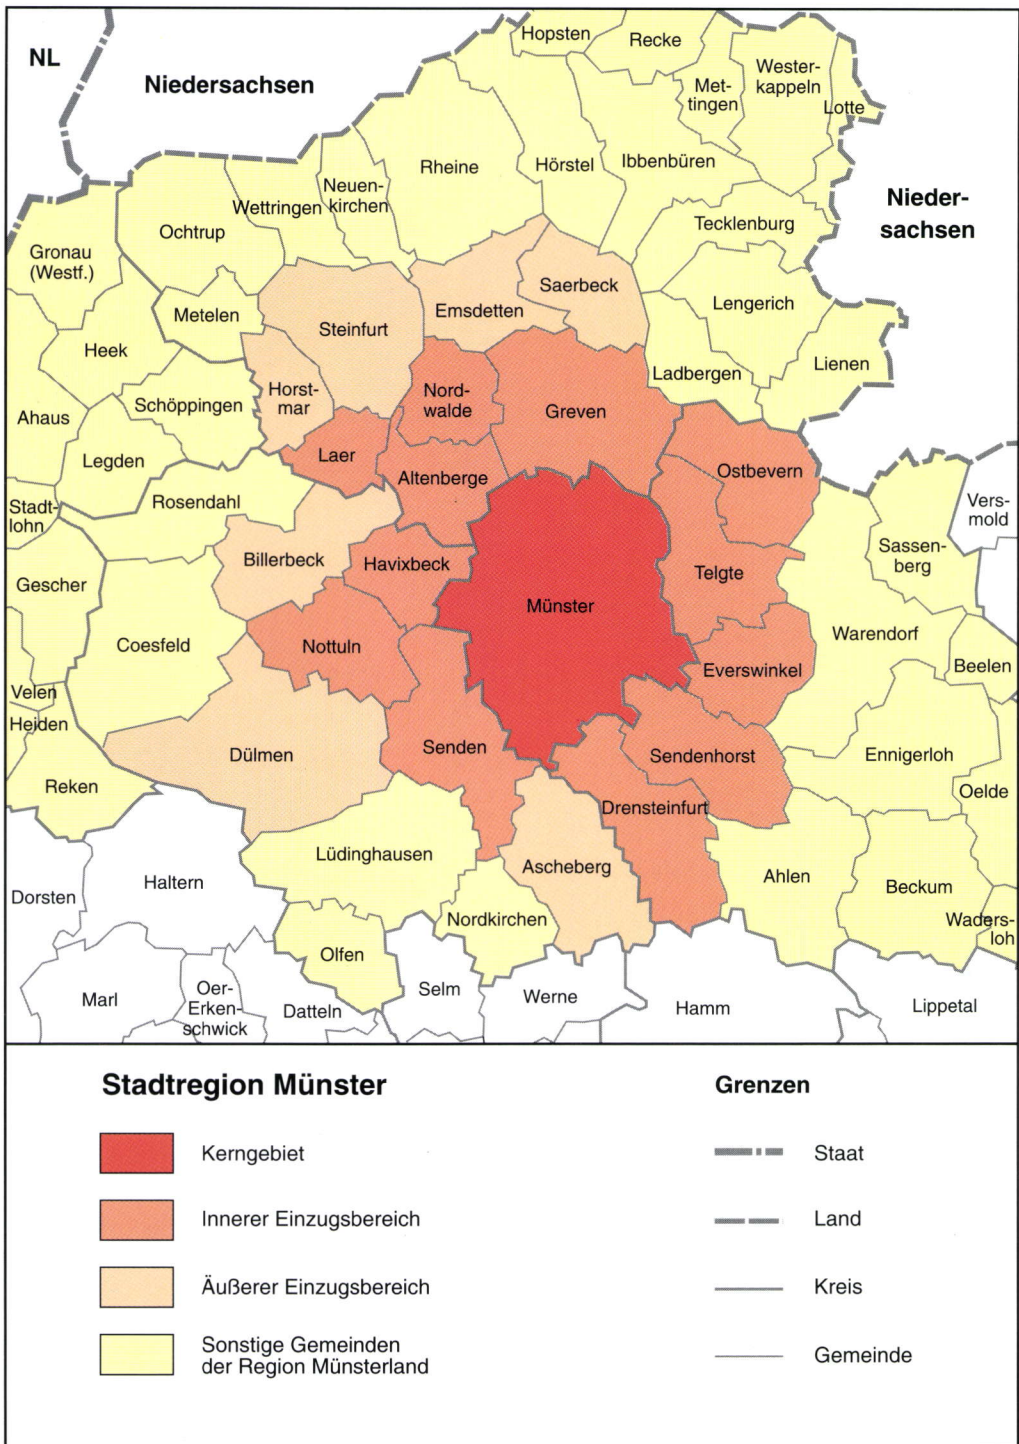 Hopsten
Recke
NL
Niedersachsen
Wester-
kappeln
Met-
tingen
Lotte
Rheine
Hörstel
Ibbenbüren
Neuen-
kirchen
Wettringen
Nieder-
sachsen
Ochtrup
Tecklenburg
Gronau
(Westf.)
Saerbeck
Lengerich
Metelen
Emsdetten
Steinfurt
Heek
Lienen
Ladbergen
Horst-
mar
Nord-
walde
Schöppingen
Greven
Ahaus
Laer
Legden
Ostbevern
Altenberge
Rosendahl
Stadt-
lohn
Vers-
mold
Sassen-
berg
Billerbeck
Havixbeck
Telgte
Gescher
Münster
Warendorf
Coesfeld
Nottuln
Everswinkel
Beelen
Velen
Heiden
Senden
Dülmen
Sendenhorst
Ennigerloh
Reken
Oelde
Drensteinfurt
Lüdinghausen
Ascheberg
Ahlen
Haltern
Beckum
Dorsten
Nordkirchen
Waders-
loh
Olfen
Selm
Werne
Marl
Oer-
Erken-
schwick
Datteln
Hamm
Lippetal
Stadtregion Münster
Kerngebiet
Innerer Einzugsbereich
Äußerer Einzugsbereich
Sonstige Gemeinden
der Region Münsterland
Grenzen
Staat
Land
Kreis
Gemeinde